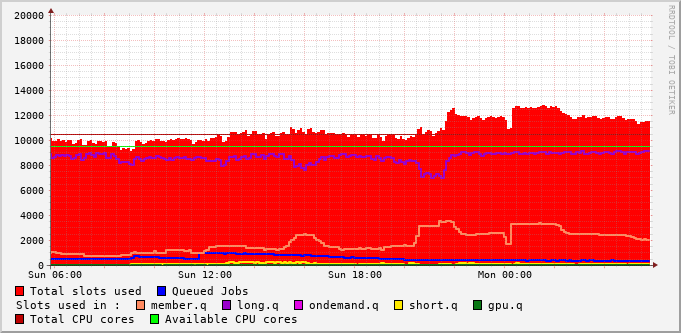 RRDTOOL / TOBI OETIKER
20000
18000
16000
14000
12000
10000
8000
6000
4000
2000
0
Sun 06:00 Sun 12:00 Sun 18:00 Mon 00:00
Total slots used Queued Jobs
Slots used in : member.q long.q ondemand.q short.q gpu.q
Total CPU cores Available CPU cores